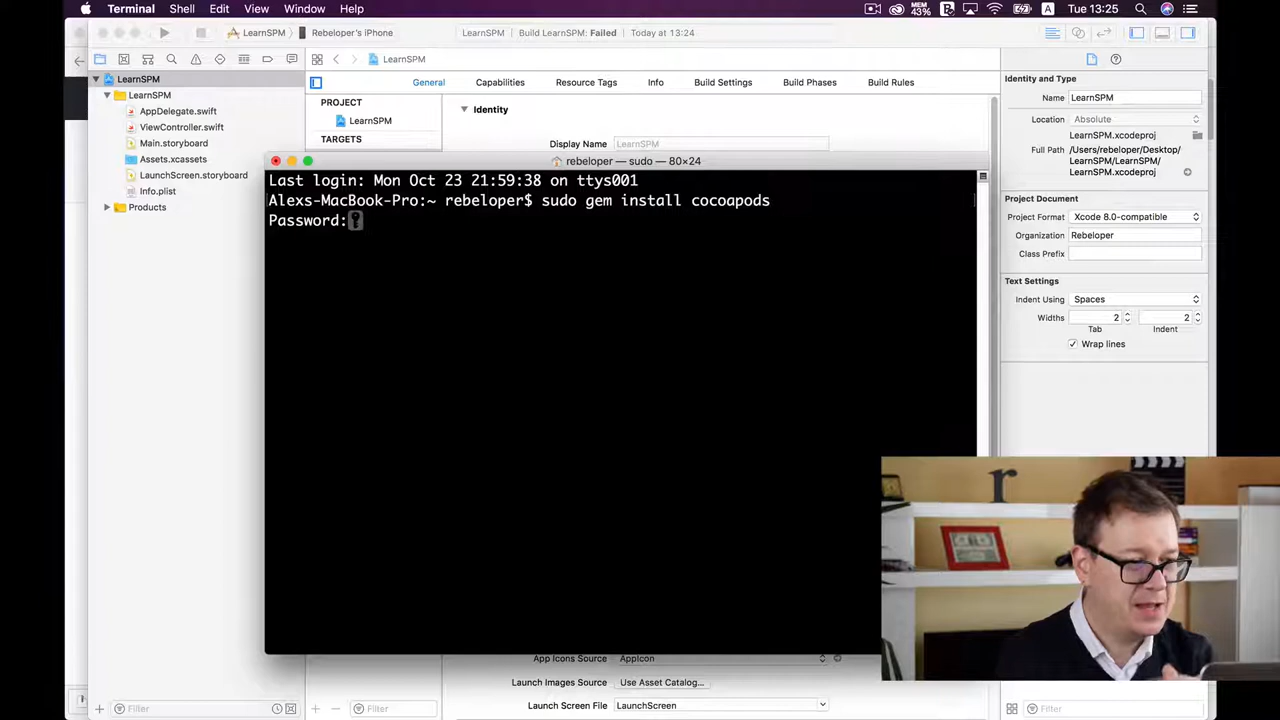 Terminal Shell Edit View Window Help
MEM 43% A Tue 13:25
LearnSPM Rebeloper's iPhone LearnSPM Build LearnSPM: Failed Today at 13:24
LearnSPM
LearnSPM
LearnSPM
AppDelegate.swift
ViewController.swift
Main.storyboard
Assets.xcassets
LaunchScreen.storyboard
Info.plist
Products
General Capabilities Resource Tags Info Build Settings Build Phases Build Rules
PROJECT
LearnSPM
TARGETS
Identity
Display Name LearnSPM
rebeloper — sudo — 80×24
Last login: Mon Oct 23 21:59:38 on ttys001
Alexs-MacBook-Pro:~ rebeloper$ sudo gem install cocoapods
Password:
App Icons Source AppIcon
Launch Images Source Use Asset Catalog...
Launch Screen File LaunchScreen
Filter
Filter
Identity and Type
Name LearnSPM
Location Absolute
LearnSPM.xcodeproj
Full Path /Users/rebeloper/Desktop/
LearnSPM/LearnSPM/
LearnSPM.xcodeproj
Project Document
Project Format Xcode 8.0-compatible
Organization Rebeloper
Class Prefix
Text Settings
Indent Using Spaces
Widths 2 2
Tab Indent
Wrap lines
r
Filter